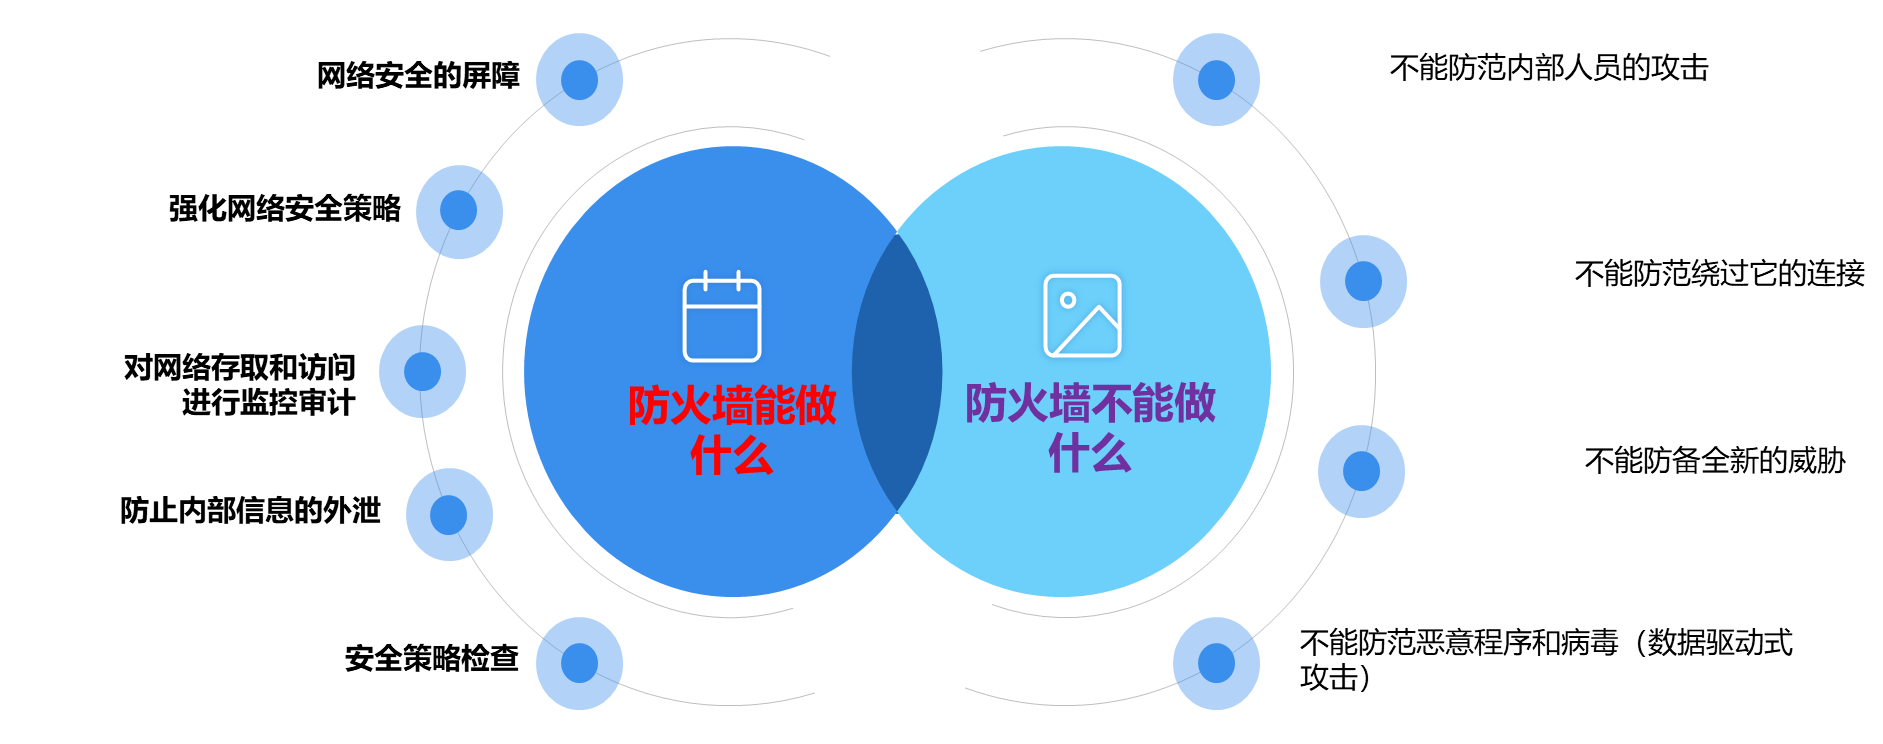 网络安全的屏障
强化网络安全策略
对网络存取和访问
进行监控审计
防止内部信息的外泄
安全策略检查
防火墙能做
什么
防火墙不能做
什么
不能防范内部人员的攻击
不能防范绕过它的连接
不能防备全新的威胁
不能防范恶意程序和病毒（数据驱动式
攻击）